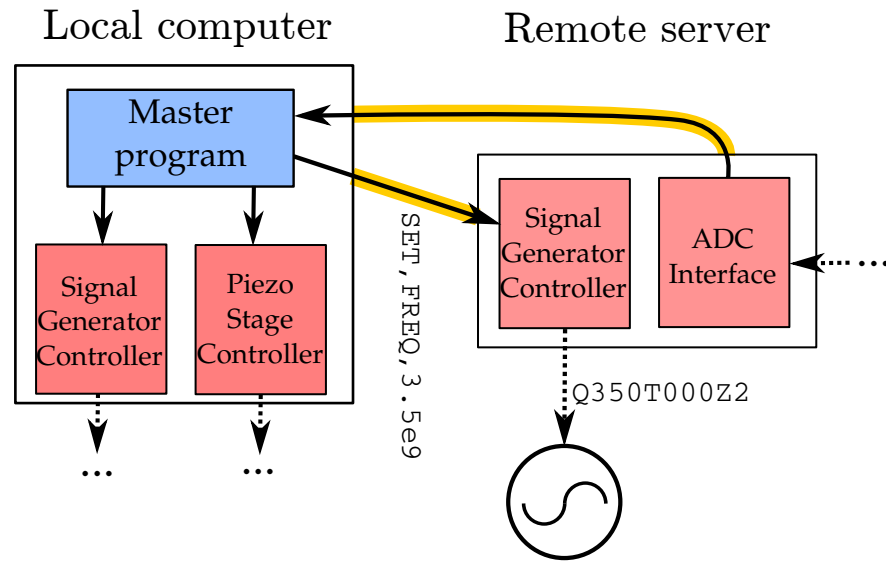 Local computer
Remote server
Master
program
Signal
Generator
Controller
Piezo
Stage
Controller
SET,FREQ,3.5e9
Signal
Generator
Controller
ADC
Interface
...
Q350T000Z2
...
...